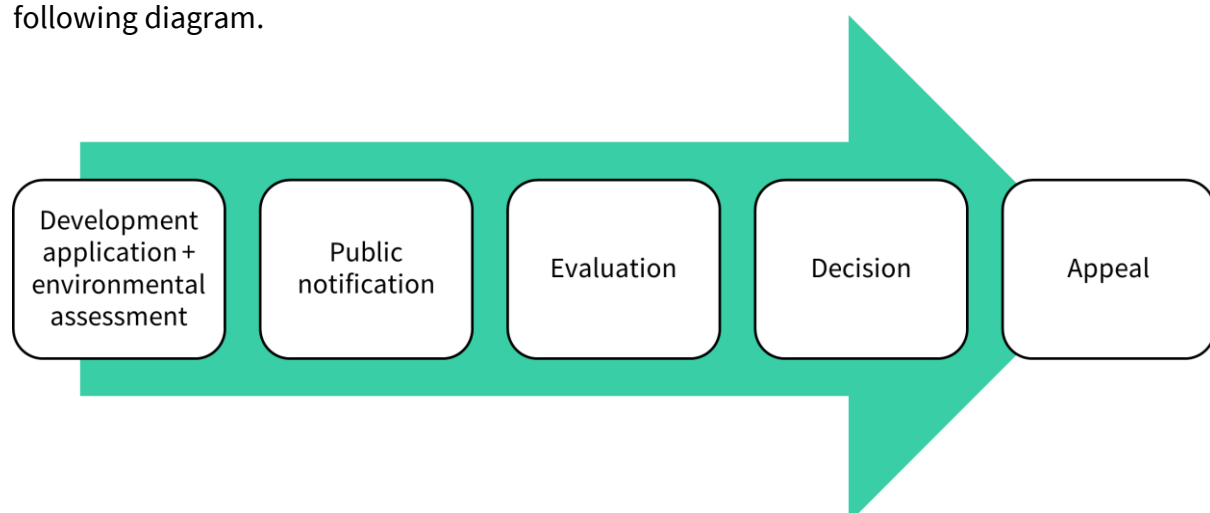 following diagram.
Development
application +
environmental
assessment
Public
notification
Evaluation
Decision
Appeal